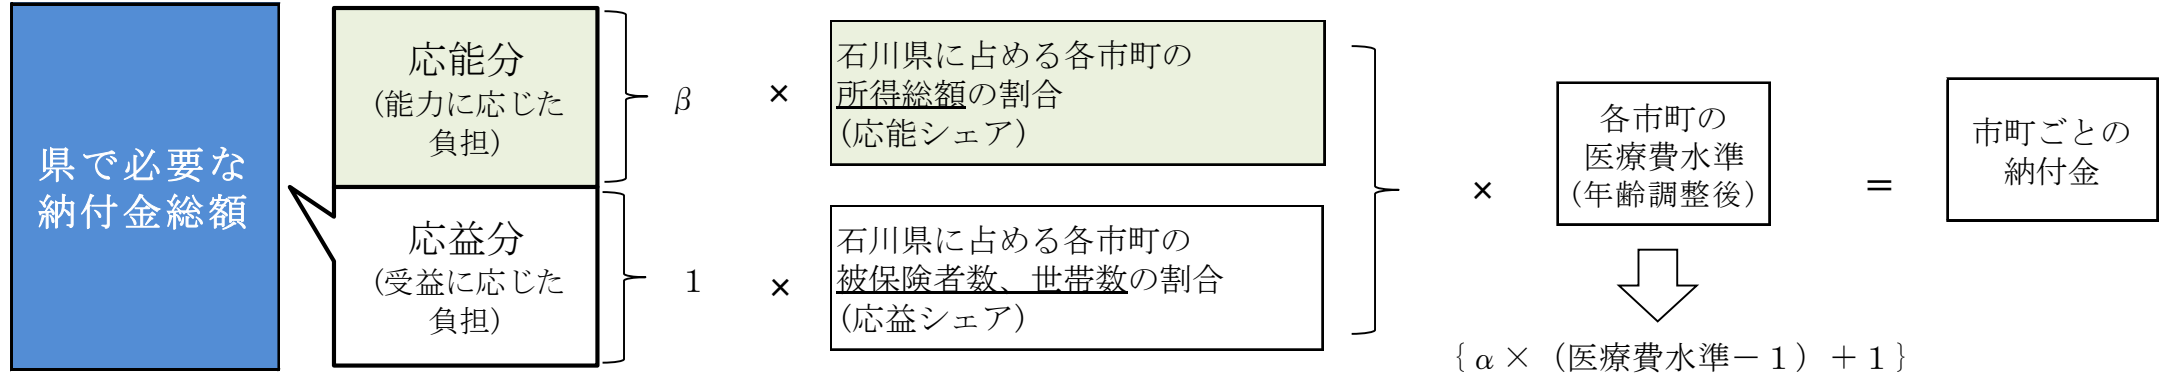 県で必要な
納付金総額
応能分
(能力に応じた
負担)
応益分
(受益に応じた
負担)
β
×
石川県に占める各市町の
所得総額の割合
(応能シェア)
1
×
石川県に占める各市町の
被保険者数、世帯数の割合
(応益シェア)
×
各市町の
医療費水準
(年齢調整後)
{α×（医療費水準－１）＋１}
＝
市町ごとの
納付金